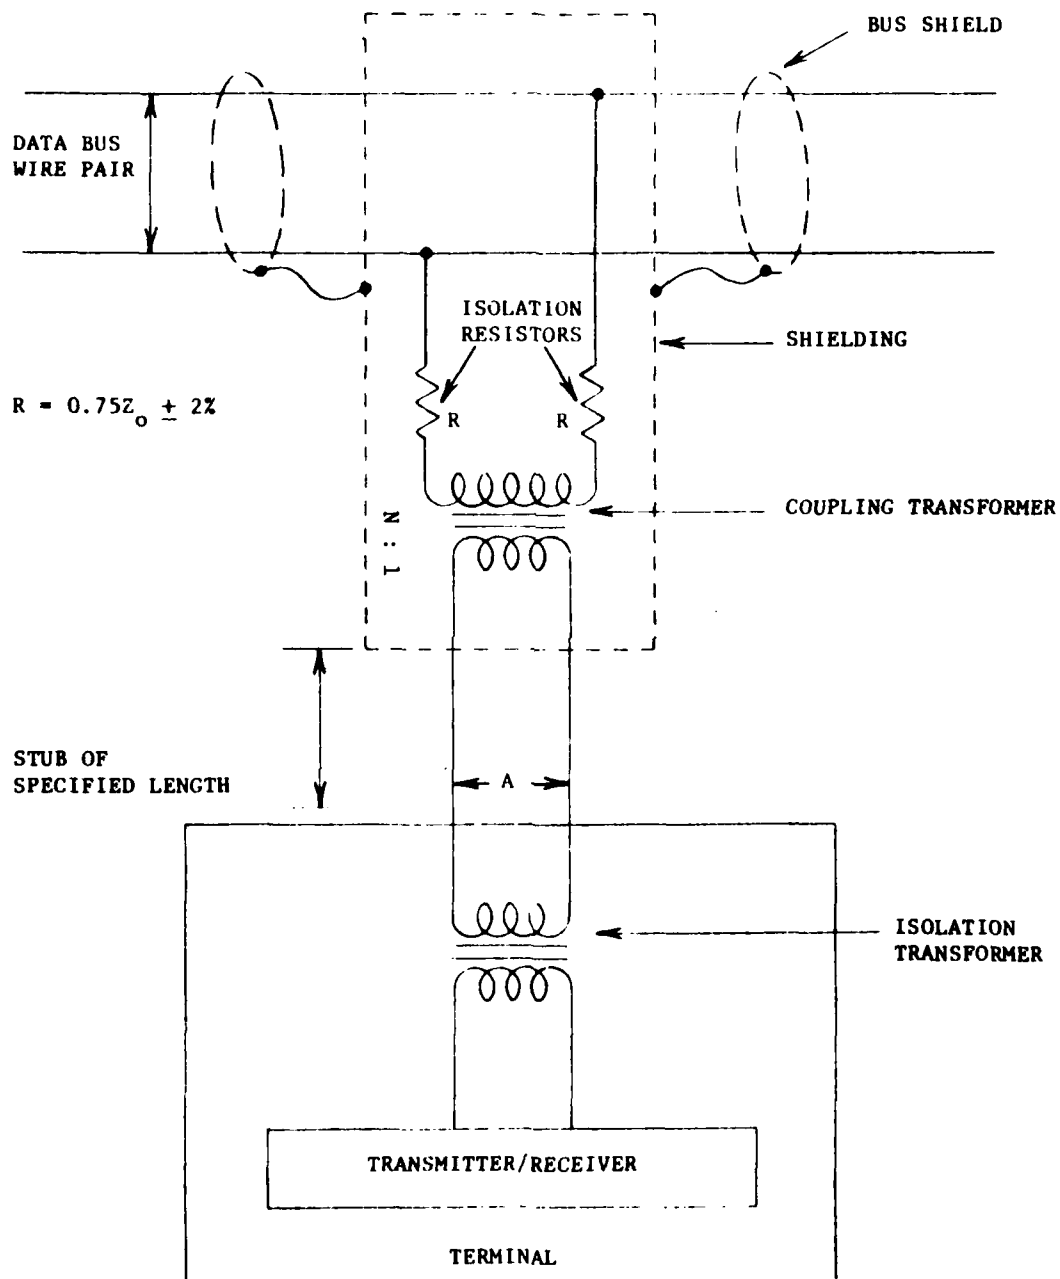 BUS SHIELD
DATA BUS
WIRE PAIR
ISOLATION
RESISTORS
SHIELDING
R = 0.75Z_o ± 2%
R
R
COUPLING TRANSFORMER
N : 1
STUB OF
SPECIFIED LENGTH
A
ISOLATION
TRANSFORMER
TRANSMITTER/RECEIVER
TERMINAL